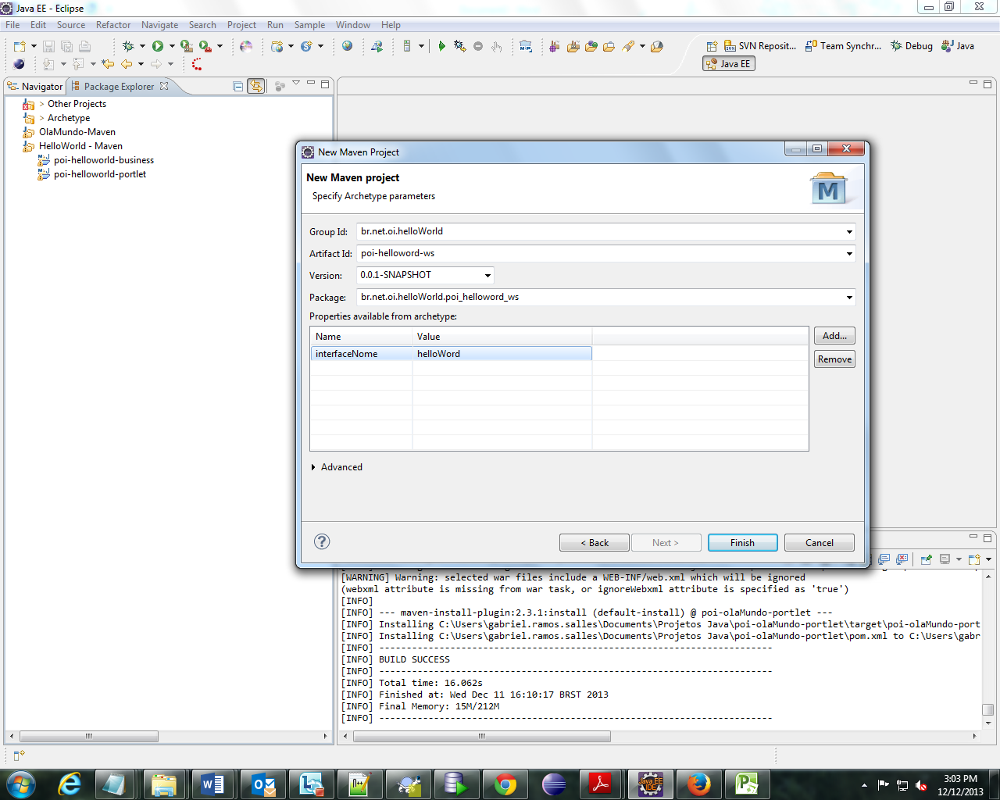 Java EE - Eclipse
File Edit Source Refactor Navigate Search Project Run Sample Window Help
SVN Reposit... Team Synchr... Debug Java
Java EE
Navigator Package Explorer
> Other Projects
> Archetype
OlaMundo-Maven
HelloWorld - Maven
poi-helloworld-business
poi-helloworld-portlet
New Maven Project
New Maven project
Specify Archetype parameters
M
Group Id: br.net.oi.helloWorld
Artifact Id: poi-helloword-ws
Version: 0.0.1-SNAPSHOT
Package: br.net.oi.helloWorld.poi_helloword_ws
Properties available from archetype:
Name Value
interfaceNome helloWord
Add...
Remove
Advanced
< Back Next > Finish Cancel
[WARNING] Warning: selected war files include a WEB-INF/web.xml which will be ignored
(webxml attribute is missing from war task, or ignoreWebxml attribute is specified as 'true')
[INFO]
[INFO] --- maven-install-plugin:2.3.1:install (default-install) @ poi-olaMundo-portlet ---
[INFO] Installing C:\Users\gabriel.ramos.salles\Documents\Projetos Java\poi-olaMundo-portlet\target\poi-olaMundo-port
[INFO] Installing C:\Users\gabriel.ramos.salles\Documents\Projetos Java\poi-olaMundo-portlet\pom.xml to C:\Users\gabr
[INFO] ------------------------------------------------------------------------
[INFO] BUILD SUCCESS
[INFO] ------------------------------------------------------------------------
[INFO] Total time: 16.062s
[INFO] Finished at: Wed Dec 11 16:10:17 BRST 2013
[INFO] Final Memory: 15M/212M
[INFO] ------------------------------------------------------------------------
Java EE
IDE
3:03 PM
12/12/2013